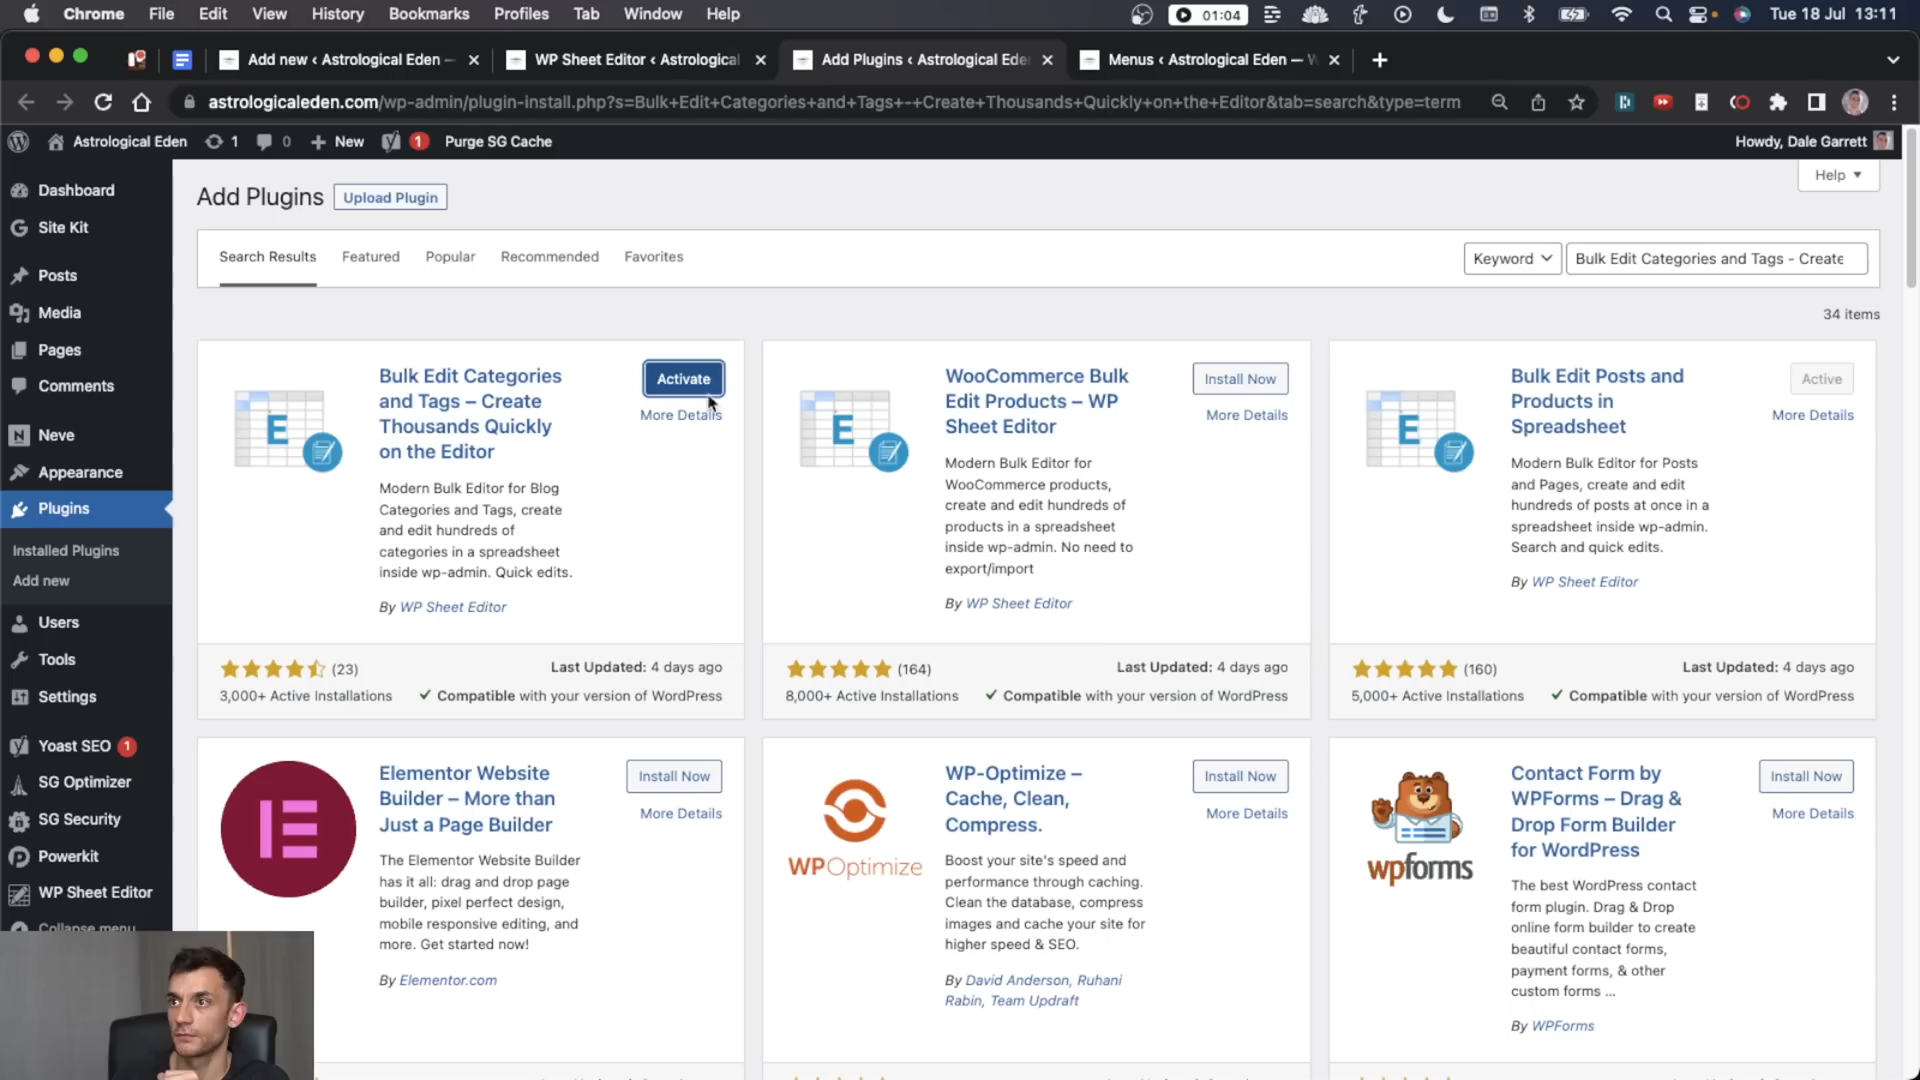 Chrome File Edit View History Bookmarks Profiles Tab Window Help 01:04 Tue 18 Jul 13:11
Add new ‹ Astrological Eden — WP Sheet Editor ‹ Astrological Add Plugins ‹ Astrological Eden Menus ‹ Astrological Eden — W
astrologicaleden.com/wp-admin/plugin-install.php?s=Bulk+Edit+Categories+and+Tags+-+Create+Thousands+Quickly+on+the+Editor&tab=search&type=term
Astrological Eden 1 0 New 1 Purge SG Cache Howdy, Dale Garrett
Dashboard
Site Kit
Posts
Media
Pages
Comments
Neve
Appearance
Plugins
Installed Plugins
Add new
Users
Tools
Settings
Yoast SEO 1
SG Optimizer
SG Security
Powerkit
WP Sheet Editor
Collapse menu
Help
Add Plugins Upload Plugin
Search Results Featured Popular Recommended Favorites Keyword Bulk Edit Categories and Tags - Create
34 items
Bulk Edit Categories
and Tags – Create
Thousands Quickly
on the Editor
Activate
More Details
Modern Bulk Editor for Blog
Categories and Tags, create
and edit hundreds of
categories in a spreadsheet
inside wp-admin. Quick edits.
By WP Sheet Editor
(23)
Last Updated: 4 days ago
3,000+ Active Installations
Compatible with your version of WordPress
WooCommerce Bulk
Edit Products – WP
Sheet Editor
Install Now
More Details
Modern Bulk Editor for
WooCommerce products,
create and edit hundreds of
products in a spreadsheet
inside wp-admin. No need to
export/import
By WP Sheet Editor
(164)
Last Updated: 4 days ago
8,000+ Active Installations
Compatible with your version of WordPress
Bulk Edit Posts and
Products in
Spreadsheet
Active
More Details
Modern Bulk Editor for Posts
and Pages, create and edit
hundreds of posts at once in a
spreadsheet inside wp-admin.
Search and quick edits.
By WP Sheet Editor
(160)
Last Updated: 4 days ago
5,000+ Active Installations
Compatible with your version of WordPress
Elementor Website
Builder – More than
Just a Page Builder
Install Now
More Details
The Elementor Website Builder
has it all: drag and drop page
builder, pixel perfect design,
mobile responsive editing, and
more. Get started now!
By Elementor.com
WPOptimize
WP-Optimize –
Cache, Clean,
Compress.
Install Now
More Details
Boost your site's speed and
performance through caching.
Clean the database, compress
images and cache your site for
higher speed & SEO.
By David Anderson, Ruhani
Rabin, Team Updraft
wpforms
Contact Form by
WPForms – Drag &
Drop Form Builder
for WordPress
Install Now
More Details
The best WordPress contact
form plugin. Drag & Drop
online form builder to create
beautiful contact forms,
payment forms, & other
custom forms ...
By WPForms